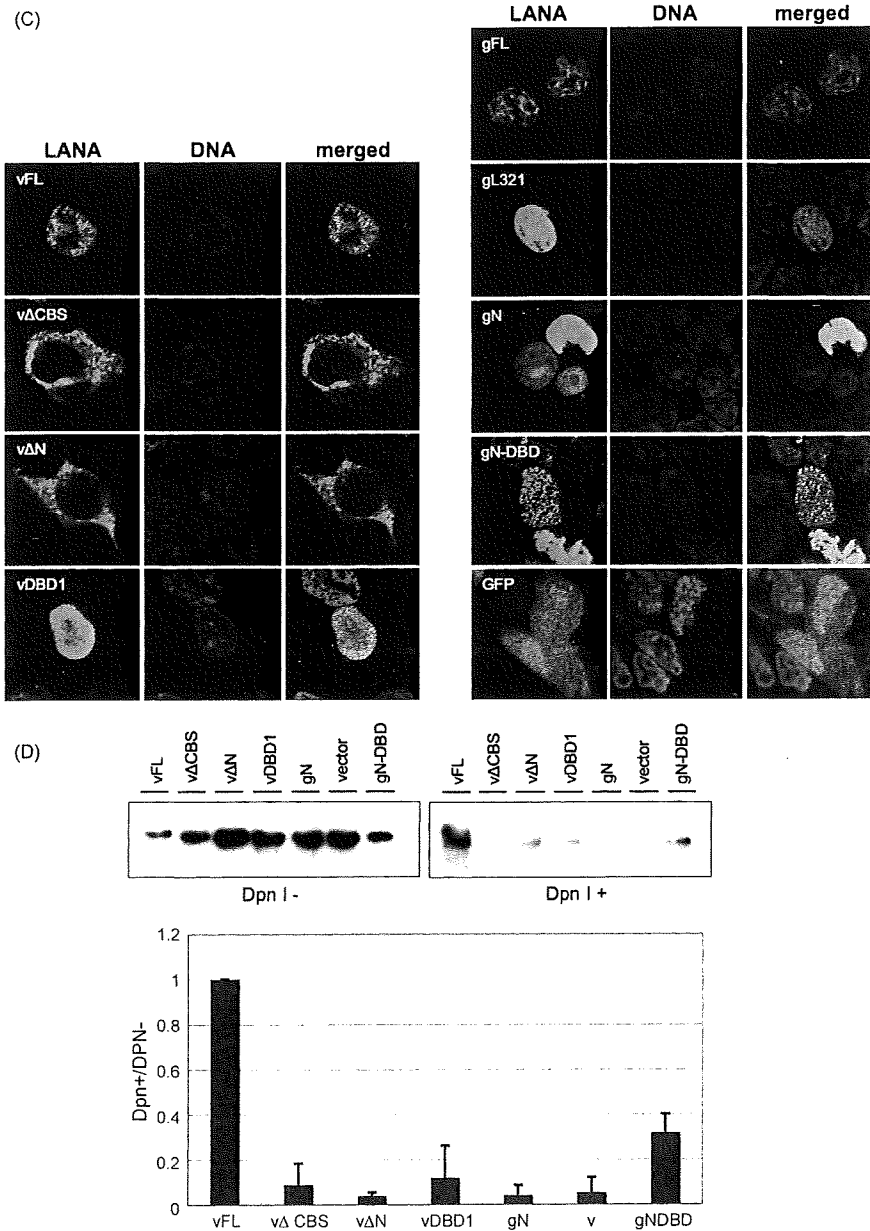 (C)
LANA DNA merged
vFL
vΔCBS
vΔN
vDBD1
LANA DNA merged
gFL
gL321
gN
gN-DBD
GFP
(D)
vFL vΔCBS vΔN vDBD1 gN vector gN-DBD
Dpn I -
vFL vΔCBS vΔN vDBD1 gN vector gN-DBD
Dpn I +
Dpn+/DPN-
1.2
1
0.8
0.6
0.4
0.2
0
vFL vΔ CBS vΔN vDBD1 gN v gNDBD